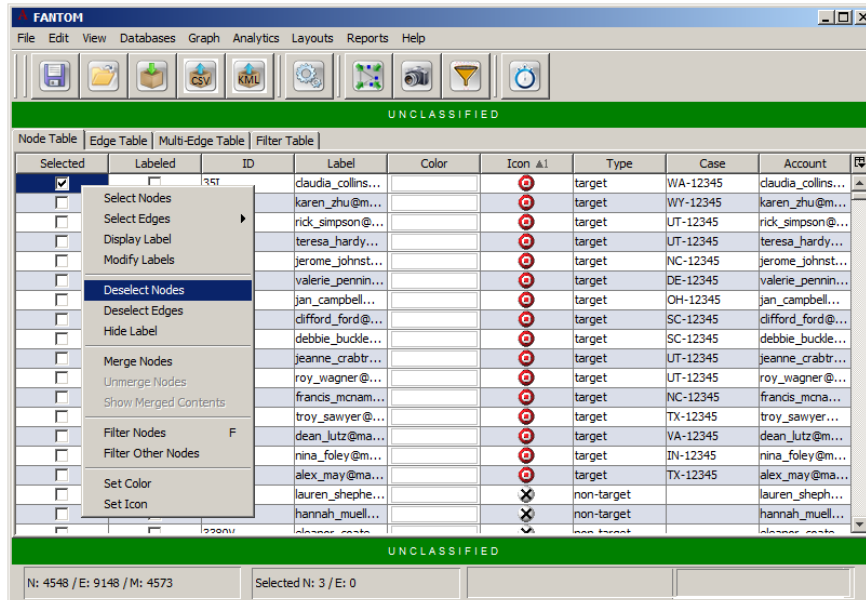 FANTOM
File Edit View Databases Graph Analytics Layouts Reports Help
CSV KML
UNCLASSIFIED
Node Table Edge Table Multi-Edge Table Filter Table
Selected Labeled ID Label Color Icon ▲1 Type Case Account
35I claudia_collins... target WA-12345 claudia_collins...
Select Nodes karen_zhu@m... target WY-12345 karen_zhu@m...
Select Edges rick_simpson@... target UT-12345 rick_simpson@...
Display Label teresa_hardy... target UT-12345 teresa_hardy...
Modify Labels jerome_johnst... target NC-12345 jerome_johnst...
valerie_pennin... target DE-12345 valerie_pennin...
Deselect Nodes jan_campbell... target OH-12345 jan_campbell...
Deselect Edges clifford_ford@... target SC-12345 clifford_ford@...
Hide Label debbie_buckle... target SC-12345 debbie_buckle...
Merge Nodes jeanne_crabtr... target UT-12345 jeanne_crabtr...
Unmerge Nodes roy_wagner@... target UT-12345 roy_wagner@...
Show Merged Contents francis_mcnam... target NC-12345 francis_mcna...
troy_sawyer@... target TX-12345 troy_sawyer...
Filter Nodes F dean_lutz@ma... target VA-12345 dean_lutz@m...
Filter Other Nodes nina_foley@m... target IN-12345 nina_foley@m...
Set Color alex_may@ma... target TX-12345 alex_may@ma...
Set Icon lauren_shephe... non-target lauren_sheph...
hannah_muell... non-target hannah_muell...
UNCLASSIFIED
N: 4548 / E: 9148 / M: 4573 Selected N: 3 / E: 0